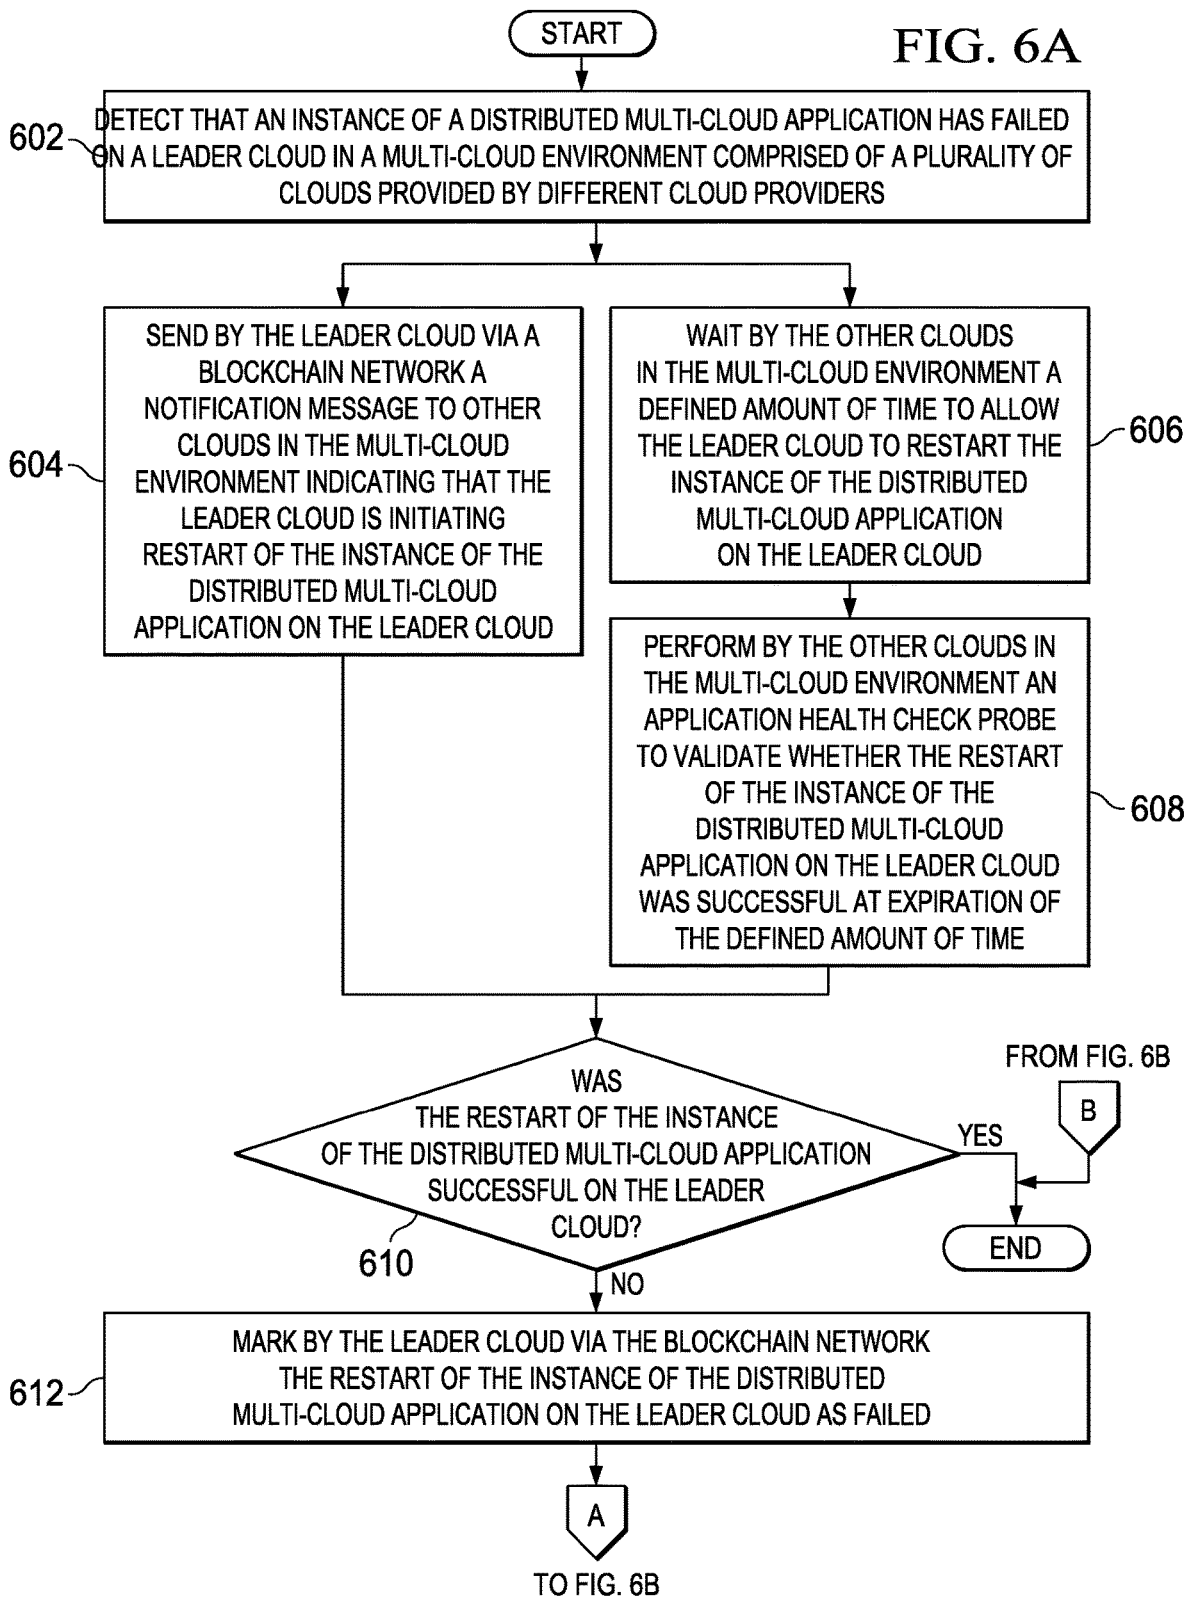 START
FIG. 6A
602
DETECT THAT AN INSTANCE OF A DISTRIBUTED MULTI-CLOUD APPLICATION HAS FAILED
ON A LEADER CLOUD IN A MULTI-CLOUD ENVIRONMENT COMPRISED OF A PLURALITY OF
CLOUDS PROVIDED BY DIFFERENT CLOUD PROVIDERS
604
SEND BY THE LEADER CLOUD VIA A
BLOCKCHAIN NETWORK A
NOTIFICATION MESSAGE TO OTHER
CLOUDS IN THE MULTI-CLOUD
ENVIRONMENT INDICATING THAT THE
LEADER CLOUD IS INITIATING
RESTART OF THE INSTANCE OF THE
DISTRIBUTED MULTI-CLOUD
APPLICATION ON THE LEADER CLOUD
WAIT BY THE OTHER CLOUDS
IN THE MULTI-CLOUD ENVIRONMENT A
DEFINED AMOUNT OF TIME TO ALLOW
THE LEADER CLOUD TO RESTART THE
INSTANCE OF THE DISTRIBUTED
MULTI-CLOUD APPLICATION
ON THE LEADER CLOUD
606
PERFORM BY THE OTHER CLOUDS IN
THE MULTI-CLOUD ENVIRONMENT AN
APPLICATION HEALTH CHECK PROBE
TO VALIDATE WHETHER THE RESTART
OF THE INSTANCE OF THE
DISTRIBUTED MULTI-CLOUD
APPLICATION ON THE LEADER CLOUD
WAS SUCCESSFUL AT EXPIRATION OF
THE DEFINED AMOUNT OF TIME
608
WAS
THE RESTART OF THE INSTANCE
OF THE DISTRIBUTED MULTI-CLOUD APPLICATION
SUCCESSFUL ON THE LEADER
CLOUD?
610
YES
FROM FIG. 6B
B
END
NO
612
MARK BY THE LEADER CLOUD VIA THE BLOCKCHAIN NETWORK
THE RESTART OF THE INSTANCE OF THE DISTRIBUTED
MULTI-CLOUD APPLICATION ON THE LEADER CLOUD AS FAILED
A
TO FIG. 6B